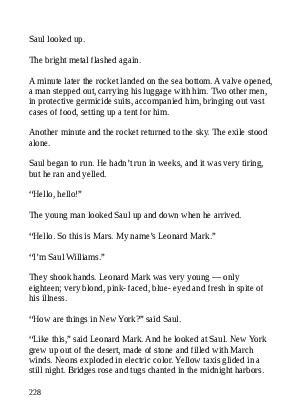 Saul looked up.
The bright metal flashed again.
A minute later the rocket landed on the sea bottom. A valve opened,
a man stepped out, carrying his luggage with him. Two other men,
in protective germicide suits, accompanied him, bringing out vast
cases of food, setting up a tent for him.
Another minute and the rocket returned to the sky. The exile stood
alone.
Saul began to run. He hadn’t run in weeks, and it was very tiring,
but he ran and yelled.
“Hello, hello!”
The young man looked Saul up and down when he arrived.
“Hello. So this is Mars. My name’s Leonard Mark.”
“I’m Saul Williams.”
They shook hands. Leonard Mark was very young — only
eighteen; very blond, pink- faced, blue- eyed and fresh in spite of
his illness.
“How are things in New York?” said Saul.
“Like this,” said Leonard Mark. And he looked at Saul. New York
grew up out of the desert, made of stone and filled with March
winds. Neons exploded in electric color. Yellow taxis glided in a
still night. Bridges rose and tugs chanted in the midnight harbors.
228